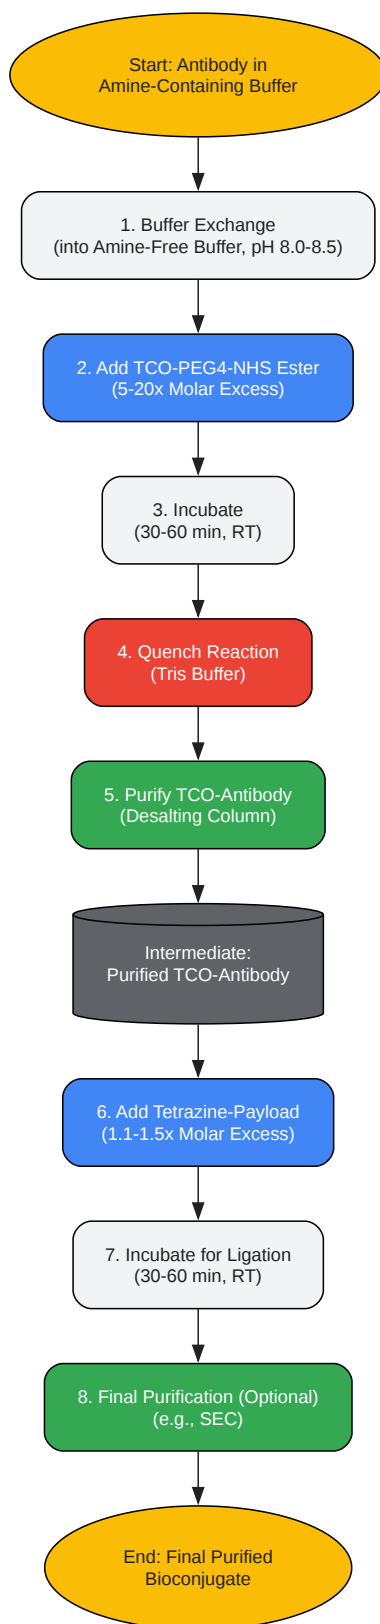 Start: Antibody in
Amine-Containing Buffer
1. Buffer Exchange
(into Amine-Free Buffer, pH 8.0-8.5)
2. Add TCO-PEG4-NHS Ester
(5-20x Molar Excess)
3. Incubate
(30-60 min, RT)
4. Quench Reaction
(Tris Buffer)
5. Purify TCO-Antibody
(Desalting Column)
Intermediate:
Purified TCO-Antibody
6. Add Tetrazine-Payload
(1.1-1.5x Molar Excess)
7. Incubate for Ligation
(30-60 min, RT)
8. Final Purification (Optional)
(e.g., SEC)
End: Final Purified
Bioconjugate